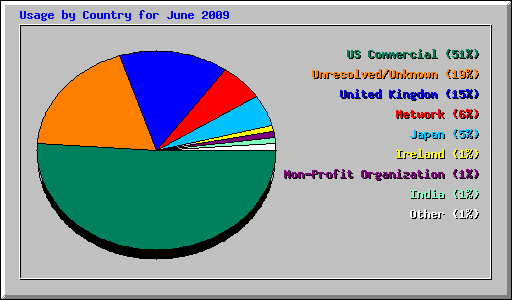 Usage by Country for June 2009
US Commercial (51%)
Unresolved/Unknown (19%)
United Kingdom (15%)
Network (6%)
Japan (5%)
Ireland (1%)
Non-Profit Organization (1%)
India (1%)
Other (1%)